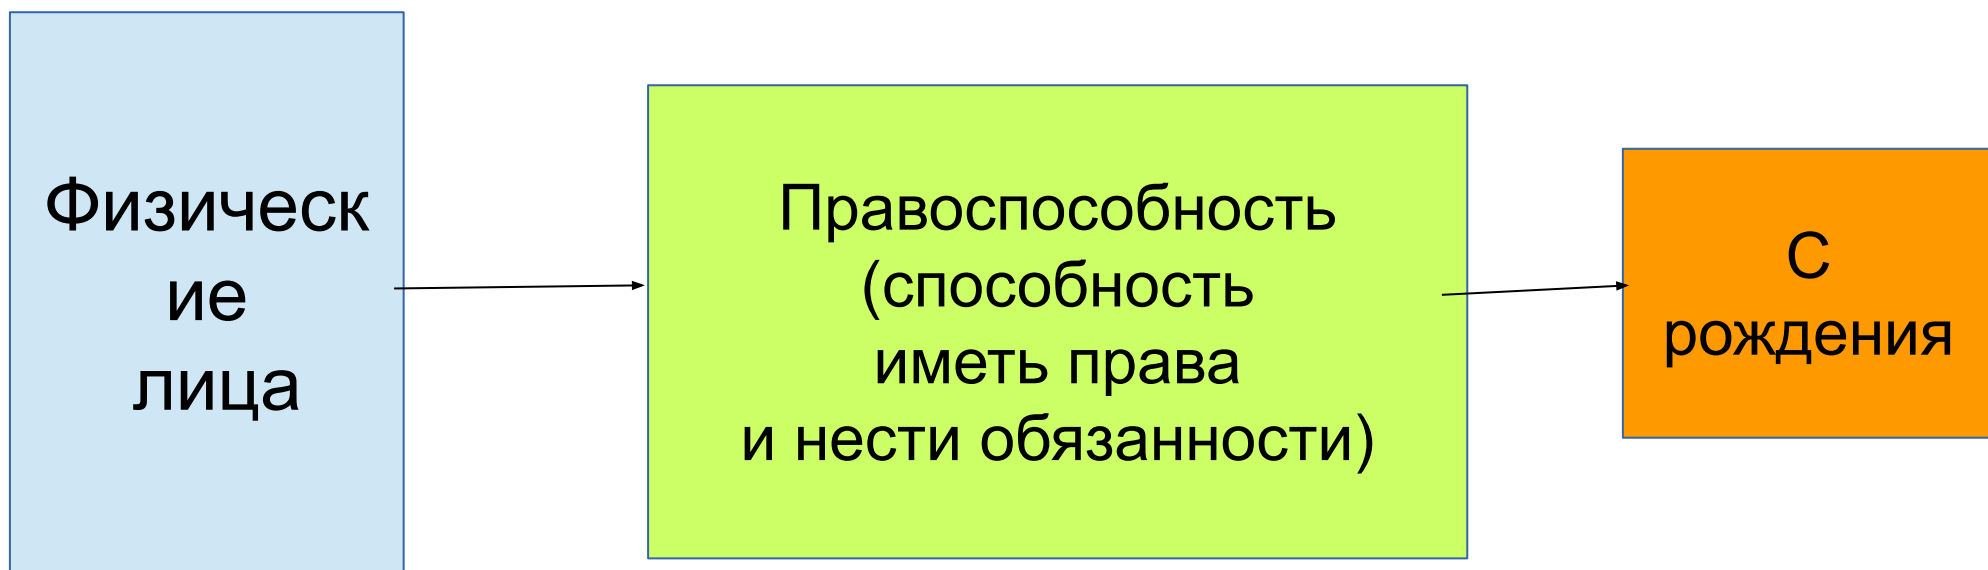 Физическ
ие
лица
Правоспособность
(способность
иметь права
и нести обязанности)
С
рождения